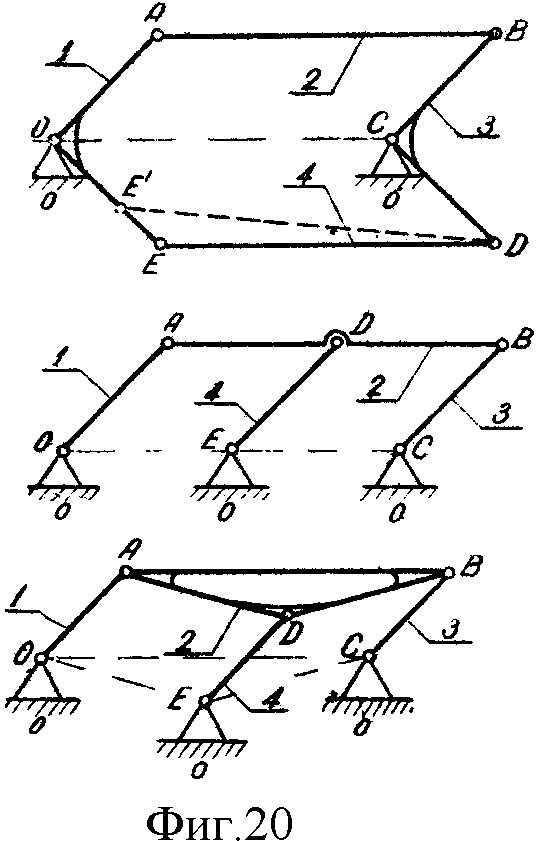 A B
1 2
O C 3
O O
E' 4
E D
A D B
1 4 2 3
O E C
O O O
A B
1 2 D 3
O C
E 4
O O
O
Фиг.20